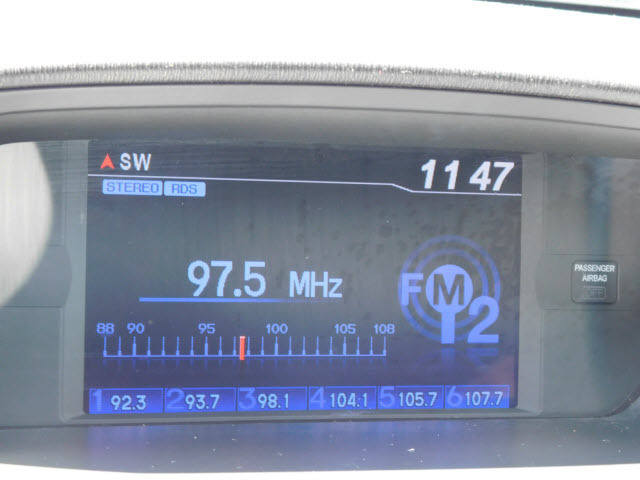 SW
11 47
STEREO RDS
97.5 MHz
FM2
88 90 95 100 105 108
1 92.3 2 93.7 3 98.1 4 104.1 5 105.7 6 107.7
PASSENGER
AIRBAG
OFF